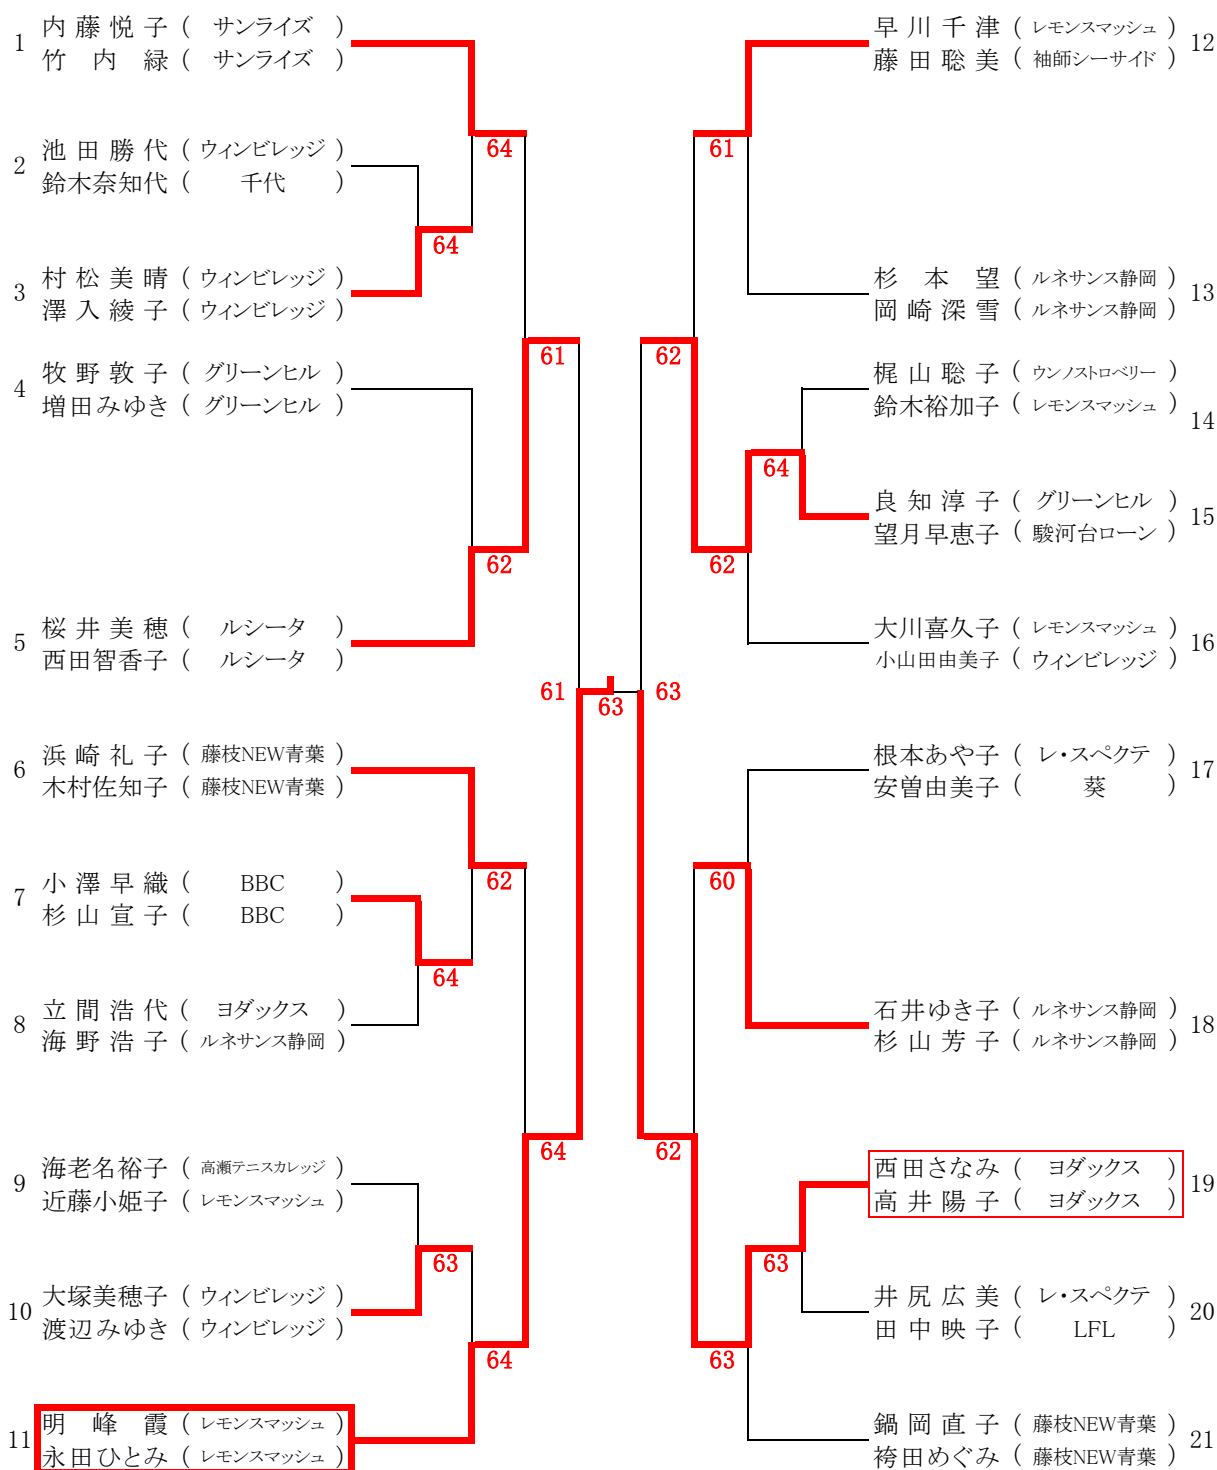 1 内藤悦子 ( サンライズ )
竹内緑 ( サンライズ )
64
2 池田勝代 ( ウィンビレッジ )
鈴木奈知代 ( 千代 )
64
3 村松美晴 ( ウィンビレッジ )
澤入綾子 ( ウィンビレッジ )
61
4 牧野敦子 ( グリーンヒル )
増田みゆき ( グリーンヒル )
62
5 桜井美穂 ( ルシータ )
西田智香子 ( ルシータ )
61
63
63
6 浜崎礼子 ( 藤枝NEW青葉 )
木村佐知子 ( 藤枝NEW青葉 )
62
7 小澤早織 ( BBC )
杉山宣子 ( BBC )
64
8 立間浩代 ( ヨダックス )
海野浩子 ( ルネサンス静岡 )
64
9 海老名裕子 ( 高瀬テニスカレッジ )
近藤小姫子 ( レモンスマッシュ )
63
10 大塚美穂子 ( ウィンビレッジ )
渡辺みゆき ( ウィンビレッジ )
64
11 明峰霞 ( レモンスマッシュ )
永田ひとみ ( レモンスマッシュ )
早川千津 ( レモンスマッシュ ) 12
藤田聡美 ( 袖師シーサイド )
61
杉本望 ( ルネサンス静岡 ) 13
岡崎深雪 ( ルネサンス静岡 )
62
梶山聡子 ( ウンノストロベリー )
鈴木裕加子 ( レモンスマッシュ ) 14
64
良知淳子 ( グリーンヒル ) 15
望月早恵子 ( 駿河台ローン )
62
大川喜久子 ( レモンスマッシュ ) 16
小山田由美子 ( ウィンビレッジ )
根本あや子 ( レ・スペクテ ) 17
安曽由美子 ( 葵 )
60
石井ゆき子 ( ルネサンス静岡 ) 18
杉山芳子 ( ルネサンス静岡 )
62
西田さなみ ( ヨダックス ) 19
高井陽子 ( ヨダックス )
63
井尻広美 ( レ・スペクテ ) 20
田中映子 ( LFL )
63
鍋岡直子 ( 藤枝NEW青葉 ) 21
袴田めぐみ ( 藤枝NEW青葉 )